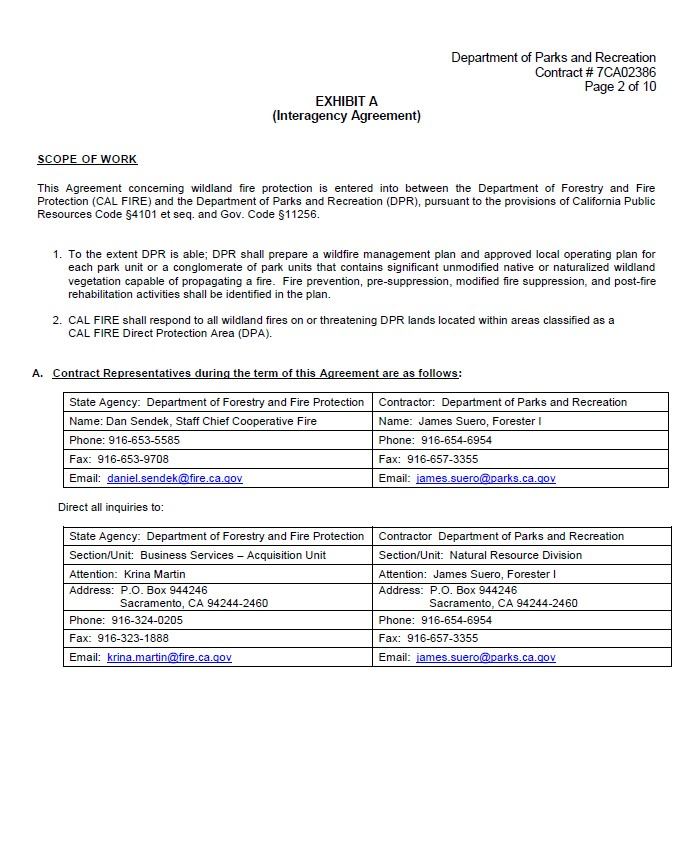 Department of Parks and Recreation
Contract # 7CA02386
Page 2 of 10
EXHIBIT A
(Interagency Agreement)
SCOPE OF WORK
This Agreement concerning wildland fire protection is entered into between the Department of Forestry and Fire
Protection (CAL FIRE) and the Department of Parks and Recreation (DPR), pursuant to the provisions of California Public
Resources Code §4101 et seq. and Gov. Code §11256.
1. To the extent DPR is able; DPR shall prepare a wildfire management plan and approved local operating plan for
each park unit or a conglomerate of park units that contains significant unmodified native or naturalized wildland
vegetation capable of propagating a fire. Fire prevention, pre-suppression, modified fire suppression, and post-fire
rehabilitation activities shall be identified in the plan.
2. CAL FIRE shall respond to all wildland fires on or threatening DPR lands located within areas classified as a
CAL FIRE Direct Protection Area (DPA).
A. Contract Representatives during the term of this Agreement are as follows:
State Agency: Department of Forestry and Fire Protection Contractor: Department of Parks and Recreation
Name: Dan Sendek, Staff Chief Cooperative Fire Name: James Suero, Forester I
Phone: 916-653-5585 Phone: 916-654-6954
Fax: 916-653-9708 Fax: 916-657-3355
Email: daniel.sendek@fire.ca.gov Email: james.suero@parks.ca.gov
Direct all inquiries to:
State Agency: Department of Forestry and Fire Protection Contractor Department of Parks and Recreation
Section/Unit: Business Services – Acquisition Unit Section/Unit: Natural Resource Division
Attention: Krina Martin Attention: James Suero, Forester I
Address: P.O. Box 944246 Address: P.O. Box 944246
Sacramento, CA 94244-2460 Sacramento, CA 94244-2460
Phone: 916-324-0205 Phone: 916-654-6954
Fax: 916-323-1888 Fax: 916-657-3355
Email: krina.martin@fire.ca.gov Email: james.suero@parks.ca.gov